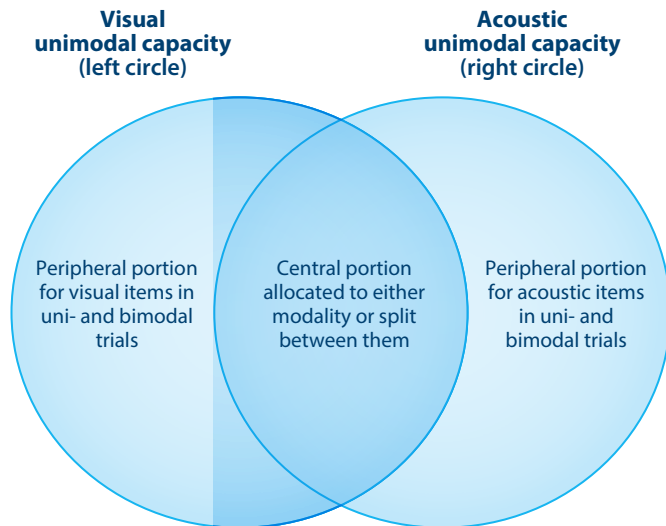 Visual
unimodal capacity
(left circle)
Acoustic
unimodal capacity
(right circle)
Peripheral portion
for visual items in
uni- and bimodal
trials
Central portion
allocated to either
modality or split
between them
Peripheral portion
for acoustic items
in uni- and
bimodal trials